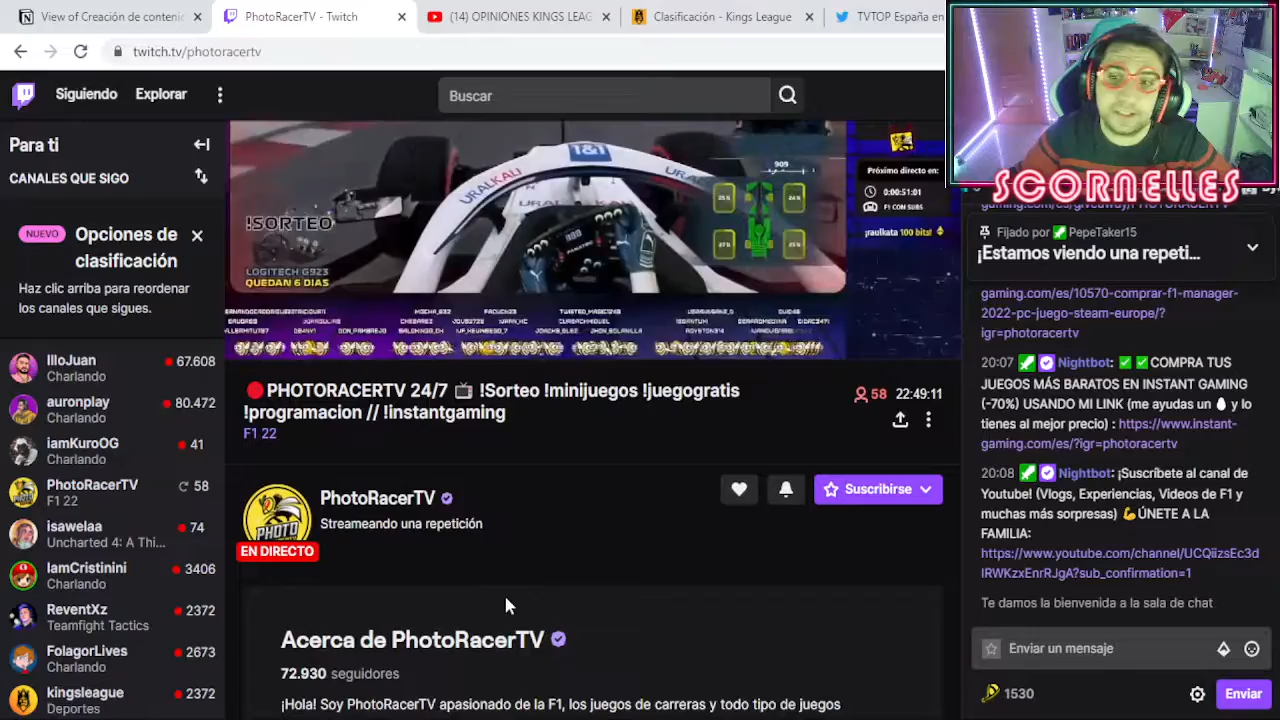 View of Creación de contenic
PhotoRacerTV - Twitch
(14) OPINIONES KINGS LEAG
Clasificación - Kings League
TVTOP España en
twitch.tv/photoracertv
Siguiendo
Explorar
Buscar
Para ti
CANALES QUE SIGO
NUEVO
Opciones de
clasificación
Haz clic arriba para reordenar
los canales que sigues.
IlloJuan
67.608
Charlando
auronplay
80.472
Charlando
iamKuroOG
41
Charlando
PhotoRacerTV
58
F1 22
isawelaa
74
Uncharted 4: A Thi...
IamCristinini
3406
Charlando
ReventXz
2372
Teamfight Tactics
FolagorLives
2673
Charlando
kingsleague
2372
Deportes
1&1
URALKALI
909
!SORTEO
LOGITECH G923
QUEDAN 6 DIAS
Próximo directo en:
0:00:51:01
F1 CON SUBS
¡raulkata 100 bits!
🔴PHOTORACERTV 24/7 📺 !Sorteo !minijuegos !juegogratis
!programacion // !instantgaming
F1 22
58
22:49:11
PHOTO
EN DIRECTO
PhotoRacerTV
Streameando una repetición
Suscribirse
Acerca de PhotoRacerTV
72.930 seguidores
¡Hola! Soy PhotoRacerTV apasionado de la F1, los juegos de carreras y todo tipo de juegos
SCORNELLES
Fijado por PepeTaker15
¡Estamos viendo una repeti...
gaming.com/es/10570-comprar-f1-manager-
2022-pc-juego-steam-europe/?
igr=photoracertv
20:07 Nightbot: ✅ ✅ COMPRA TUS
JUEGOS MÁS BARATOS EN INSTANT GAMING
(-70%) USANDO MI LINK (me ayudas un 🥚 y lo
tienes al mejor precio) : https://www.instant-
gaming.com/es/?igr=photoracertv
20:08 Nightbot: ¡Suscríbete al canal de
Youtube! (Vlogs, Experiencias, Videos de F1 y
muchas más sorpresas) 💪ÚNETE A LA
FAMILIA:
https://www.youtube.com/channel/UCQiizsEc3d
IRWKzxEnrRJgA?sub_confirmation=1
Te damos la bienvenida a la sala de chat
Enviar un mensaje
1530
Enviar